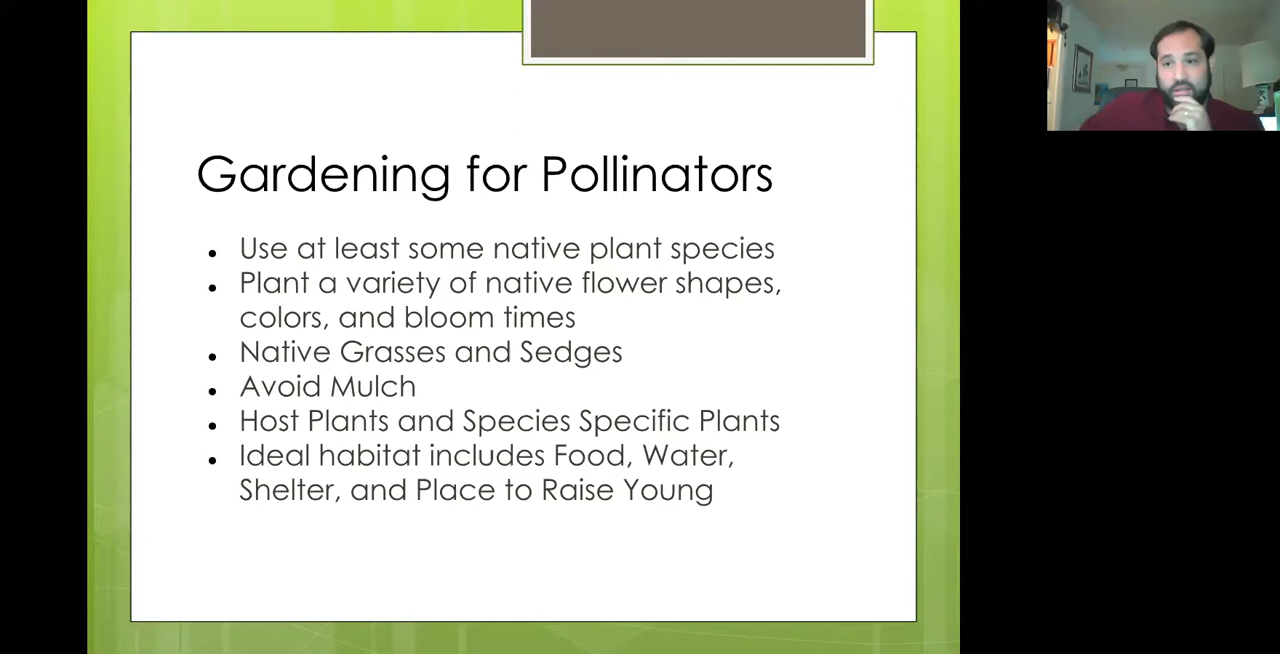 Gardening for Pollinators
• Use at least some native plant species
• Plant a variety of native flower shapes,
colors, and bloom times
• Native Grasses and Sedges
• Avoid Mulch
• Host Plants and Species Specific Plants
• Ideal habitat includes Food, Water,
Shelter, and Place to Raise Young